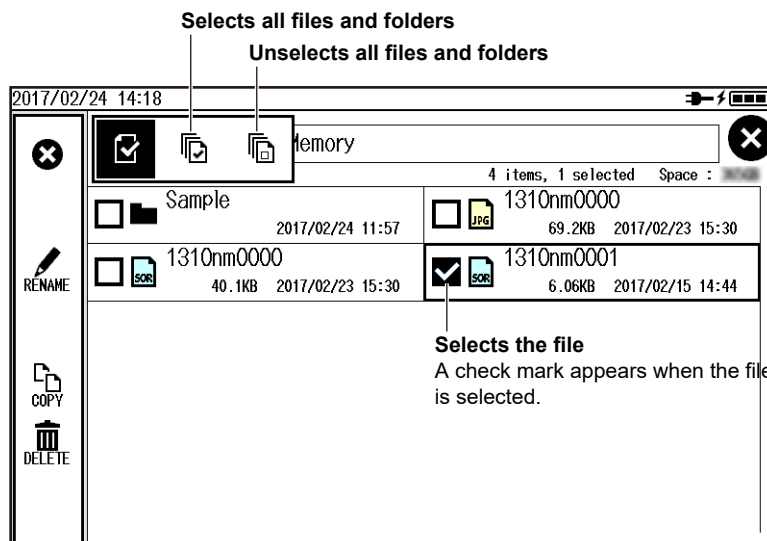 Selects all files and folders
Unselects all files and folders
2017/02/24 14:18
Memory
4 items, 1 selected Space :
Sample
2017/02/24 11:57
JPG
1310nm0000
69.2KB 2017/02/23 15:30
SOR
1310nm0000
40.1KB 2017/02/23 15:30
SOR
1310nm0001
6.06KB 2017/02/15 14:44
RENAME
COPY
DELETE
Selects the file
A check mark appears when the file
is selected.